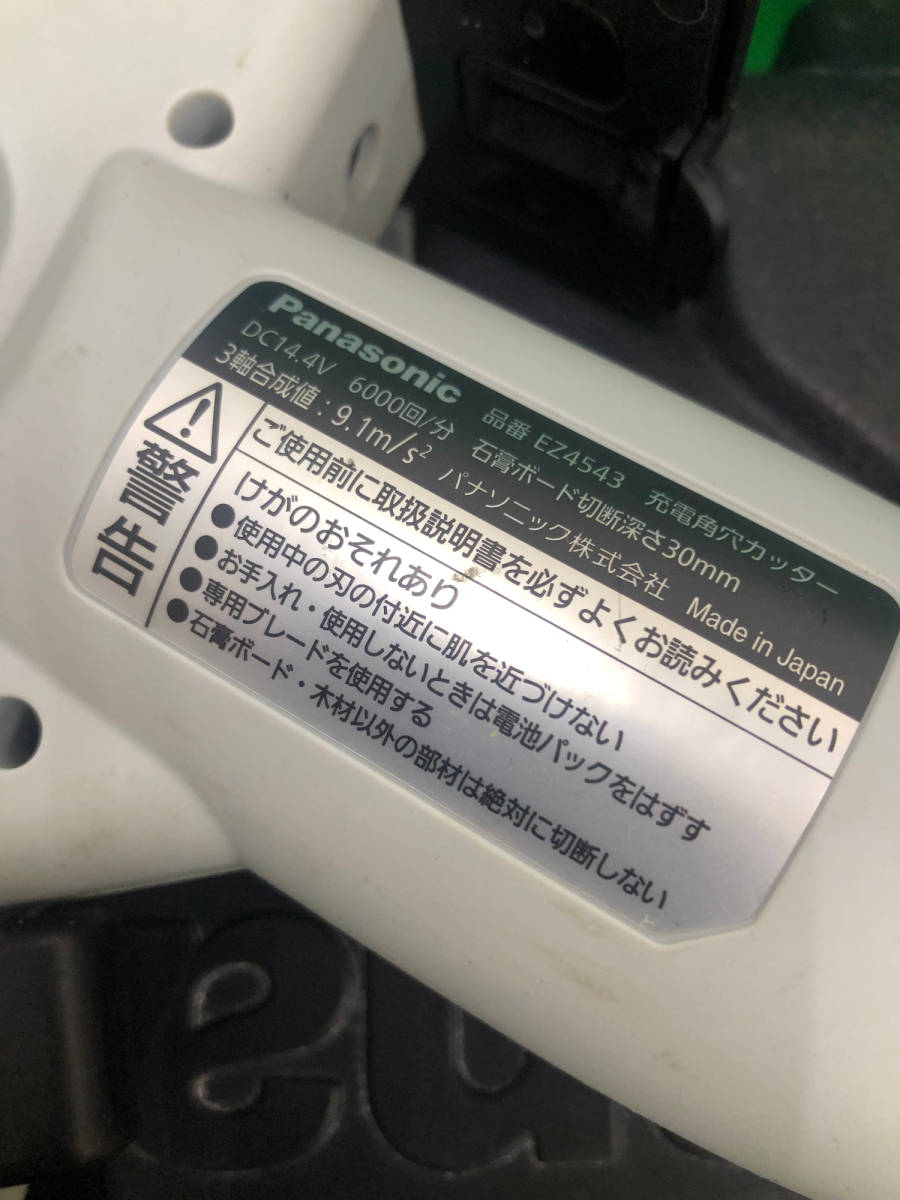 Panasonic 品番 EZ4543 充電角穴カッター
DC14.4V 6000回/分 石膏ボード切断深さ30mm
3軸合成値：9.1m/s² パナソニック株式会社 Made in Japan
警告
ご使用前に取扱説明書を必ずよくお読みください
けがのおそれあり
●使用中の刃の付近に肌を近づけない
●お手入れ・使用しないときは電池パックをはずす
●専用ブレードを使用する
●石膏ボード・木材以外の部材は絶対に切断しない